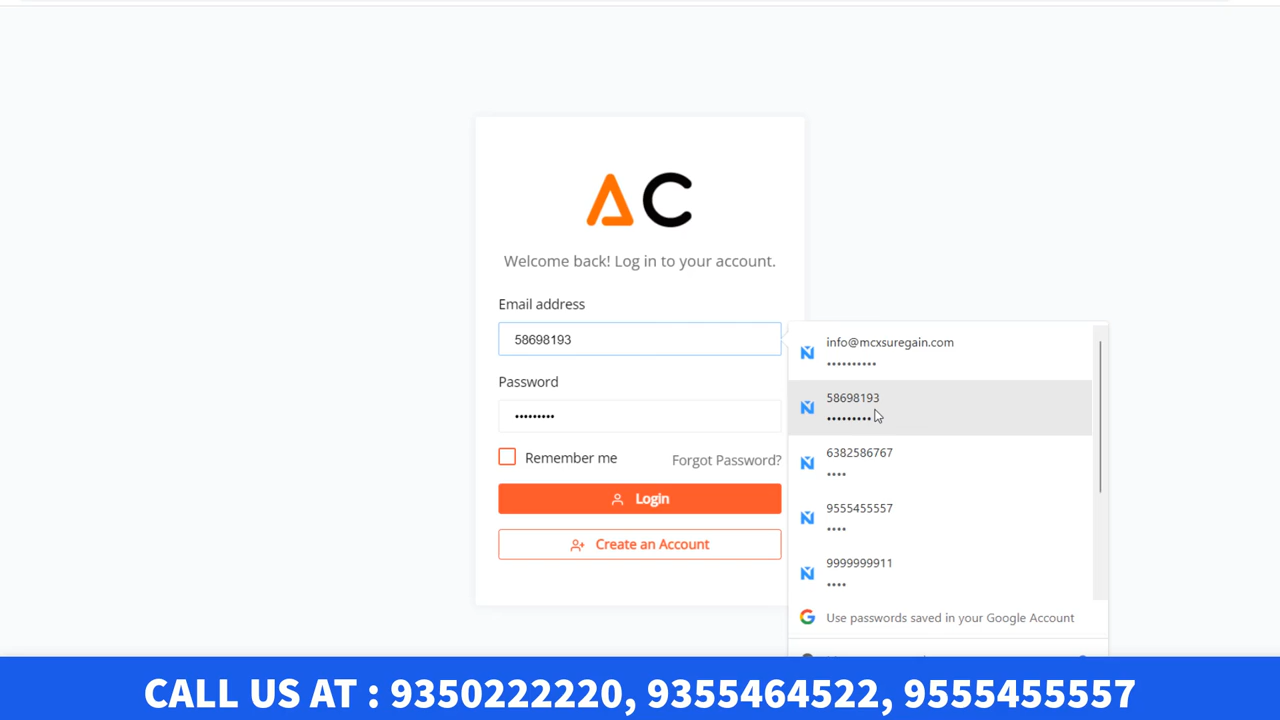 AC
Welcome back! Log in to your account.
Email address
58698193
Password
•••••••••
Remember me
Forgot Password?
Login
Create an Account
info@mcxsuregain.com
••••••••••
58698193
•••••••••
6382586767
••••
9555455557
••••
9999999911
••••
Use passwords saved in your Google Account
CALL US AT : 9350222220, 9355464522, 9555455557